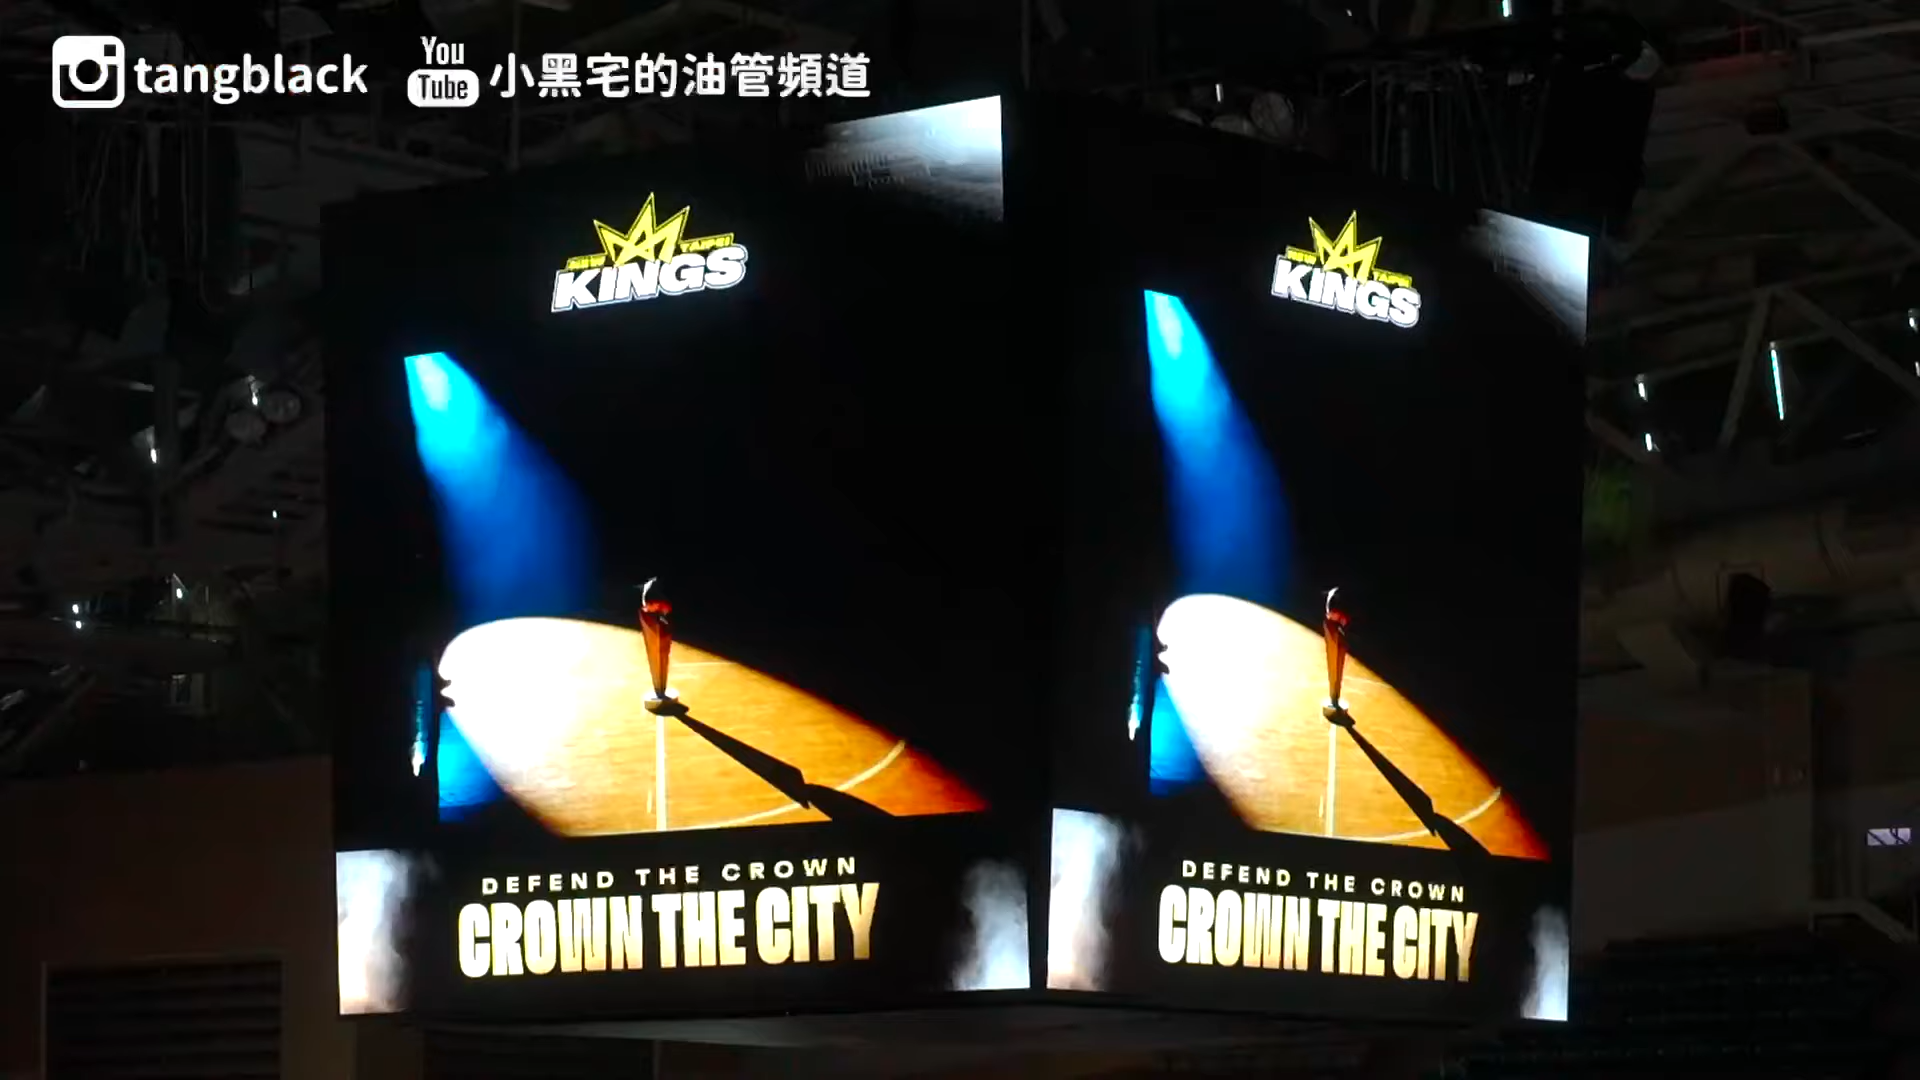 tangblack
You Tube 小黑宅的油管頻道
NEW TAIPEI
KINGS
DEFEND THE CROWN
CROWN THE CITY
NEW TAIPEI
KINGS
DEFEND THE CROWN
CROWN THE CITY